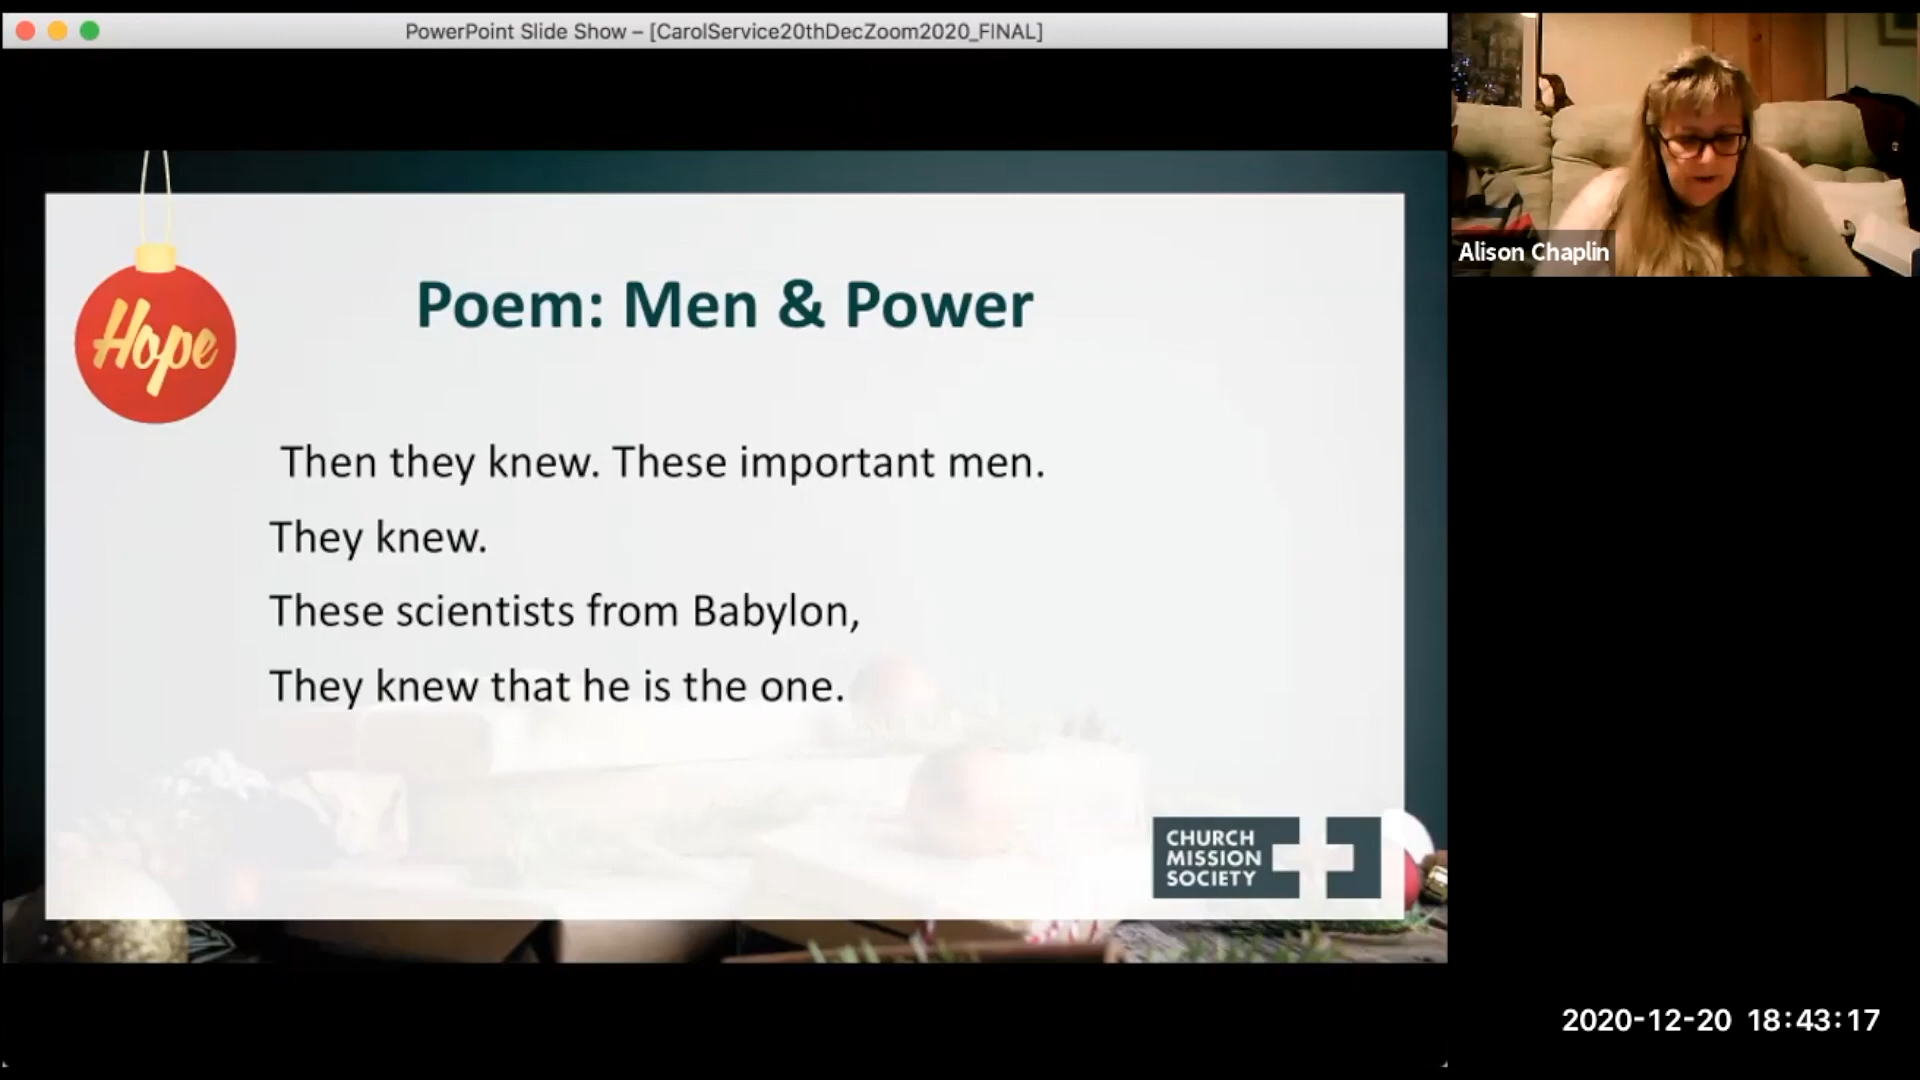 PowerPoint Slide Show – [CarolService20thDecZoom2020_FINAL]
Hope
Poem: Men & Power
Then they knew. These important men.
They knew.
These scientists from Babylon,
They knew that he is the one.
CHURCH
MISSION
SOCIETY
Alison Chaplin
2020-12-20 18:43:17